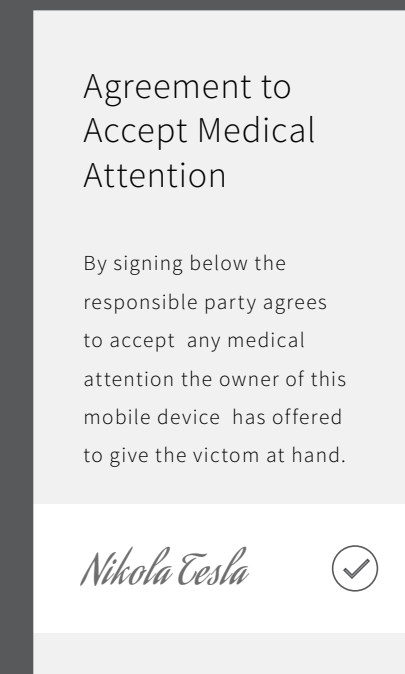 Agreement to
Accept Medical
Attention
By signing below the
responsible party agrees
to accept  any medical
attention the owner of this
mobile device  has offered
to give the victom at hand.
Nikola Tesla